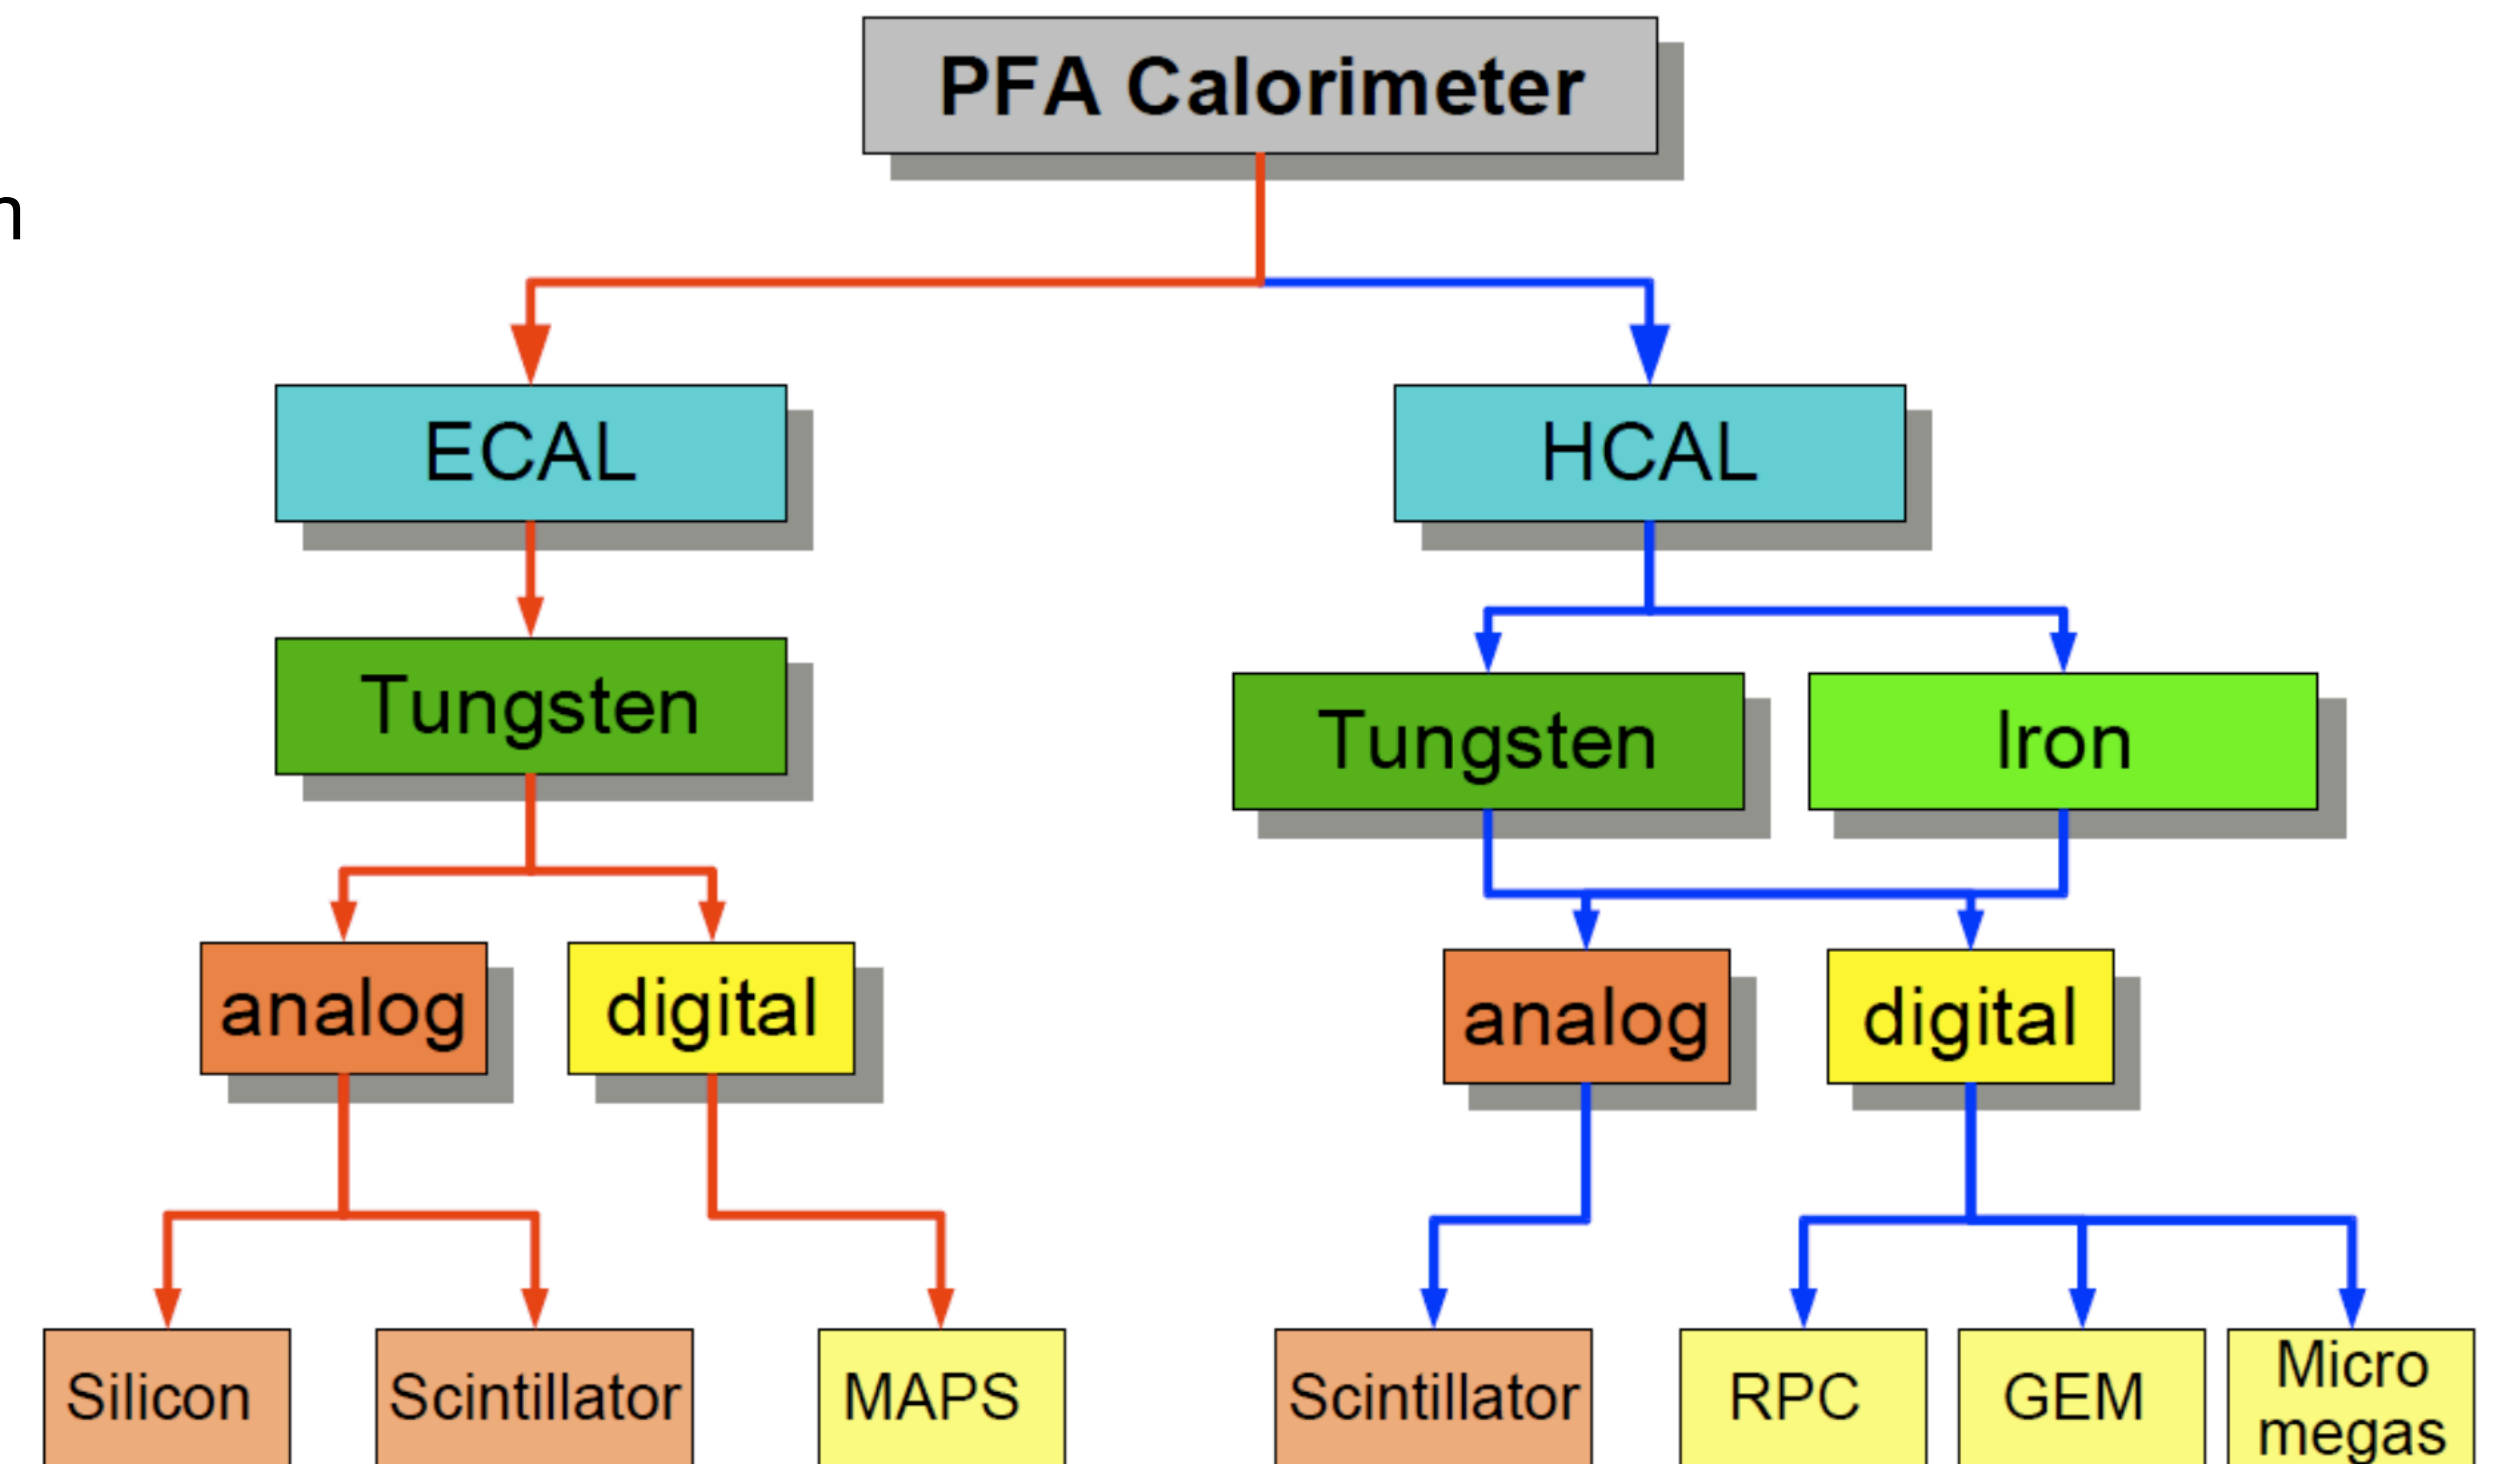 PFA Calorimeter
n
ECAL
HCAL
Tungsten
Tungsten
Iron
analog
digital
analog
digital
Silicon
Scintillator
MAPS
Scintillator
RPC
GEM
Micro
megas